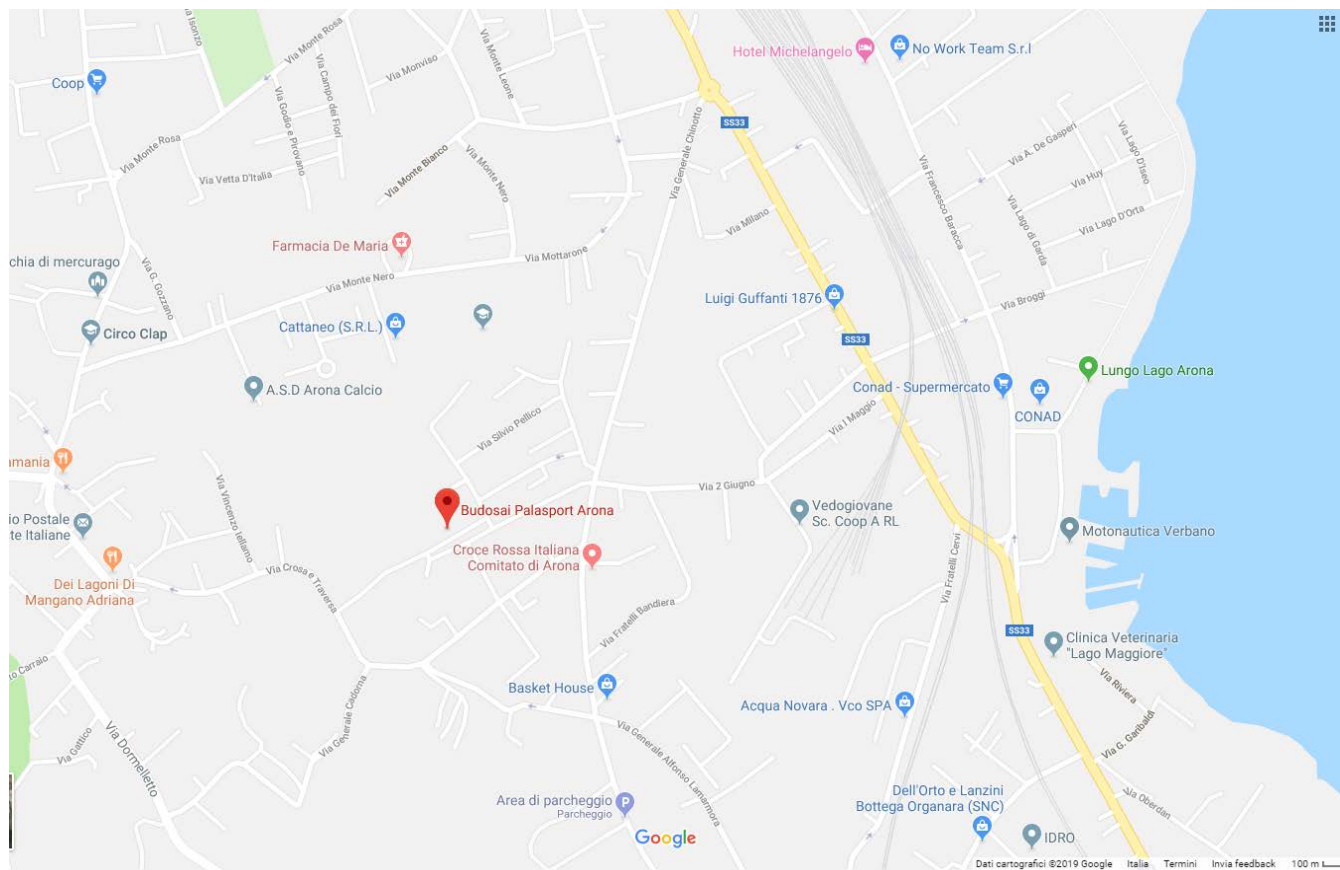 Via Isonzo
Via Monte Rosa
Via Monte Leone
Hotel Michelangelo
No Work Team S.r.l
Coop
Via Monviso
Via Campo dei Fiori
Via Godio e Pirovano
SS33
Via Generale Chinotto
Via A. De Gasperi
Via Lago D'Iseo
Via Monte Rosa
Via Vetta D'Italia
Via Monte Bianco
Via Monte Nero
Via Francesco Baracca
Via Huy
Via Lago di Garda
Via Lago D'Orta
Via Milano
Farmacia De Maria
Via Mottarone
chia di mercurago
Via G. Gozzano
Via Monte Nero
Luigi Guffanti 1876
Via Broggi
Circo Clap
Cattaneo (S.R.L.)
SS33
A.S.D Arona Calcio
Conad - Supermercato
Lungo Lago Arona
CONAD
Via I Maggio
Via Silvio Pellico
amania
Via 2 Giugno
Via Vincenzo Iellamo
Budosai Palasport Arona
Vedogiovane
Sc. Coop A RL
io Postale
te Italiane
Motonautica Verbano
Croce Rossa Italiana
Comitato di Arona
Via Fratelli Cervi
Via Crosa e Traversa
Dei Lagoni Di
Mangano Adriana
Via Fratelli Bandiera
SS33
Clinica Veterinaria
"Lago Maggiore"
to Carraio
Basket House
Via Riviera
Acqua Novara . Vco SPA
Via Generale Cadorna
Via G. Garibaldi
Via Gattico
Via Dormelletto
Via Generale Alfonso Lamarmora
Dell'Orto e Lanzini
Bottega Organara (SNC)
Via Oberdan
Area di parcheggio
Parcheggio
IDRO
Google
Dati cartografici ©2019 Google Italia Termini Invia feedback 100 m